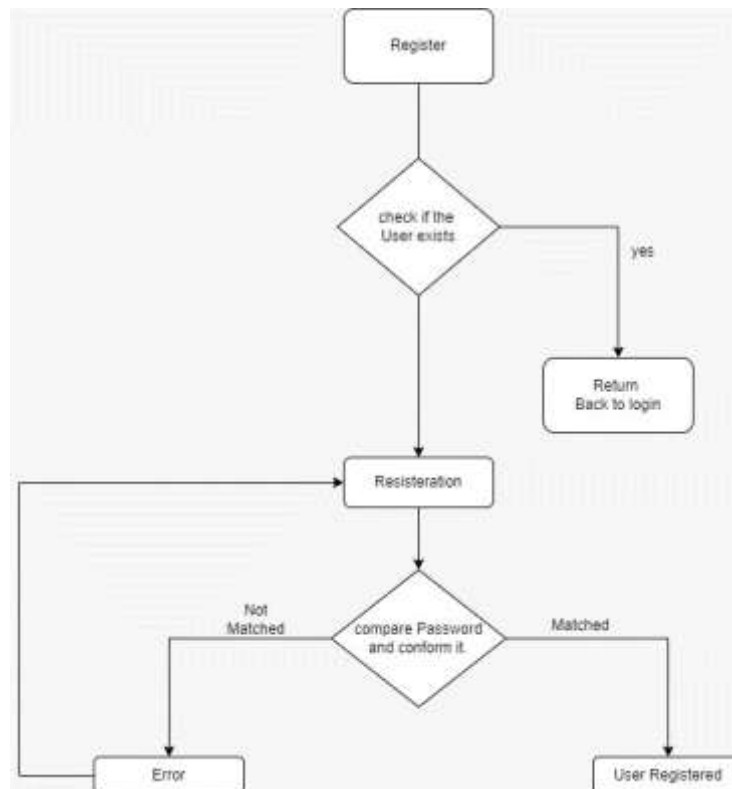 Register
check if the
User exists
yes
Return
Back to login
Resisteration
Not
Matched
compare Password
and conform it
Matched
Error
User Registered